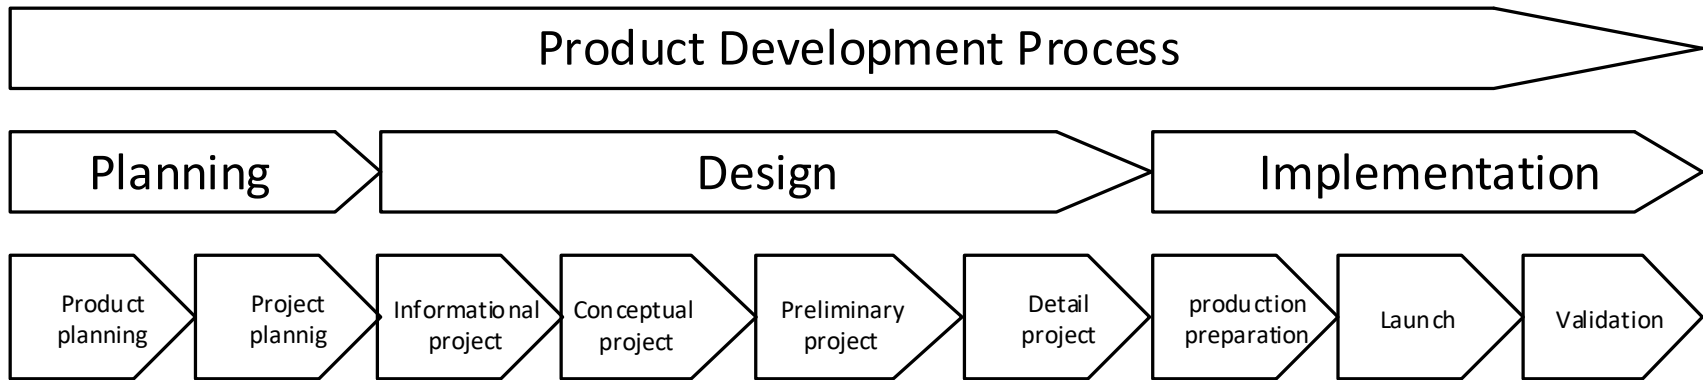 Product Development Process
Planning
Design
Implementation
Product
planning
Project
plannig
Informational
project
Conceptual
project
Preliminary
project
Detail
project
production
preparation
Launch
Validation